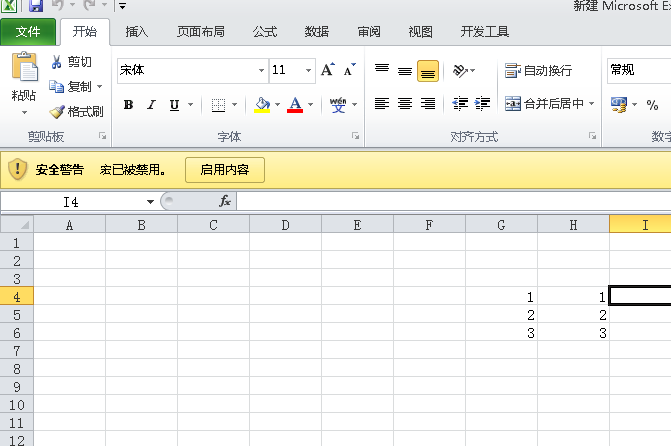 新建 Microsoft Ex
文件 开始 插入 页面布局 公式 数据 审阅 视图 开发工具
粘贴 剪切 复制 格式刷 剪贴板
宋体 11 A A
B I U A wén 文 字体
自动换行 合并后居中 对齐方式
常规 % 数字
安全警告 宏已被禁用。 启用内容
I4 fx
A B C D E F G H I
1
2
3
4 1 1
5 2 2
6 3 3
7
8
9
10
11
12